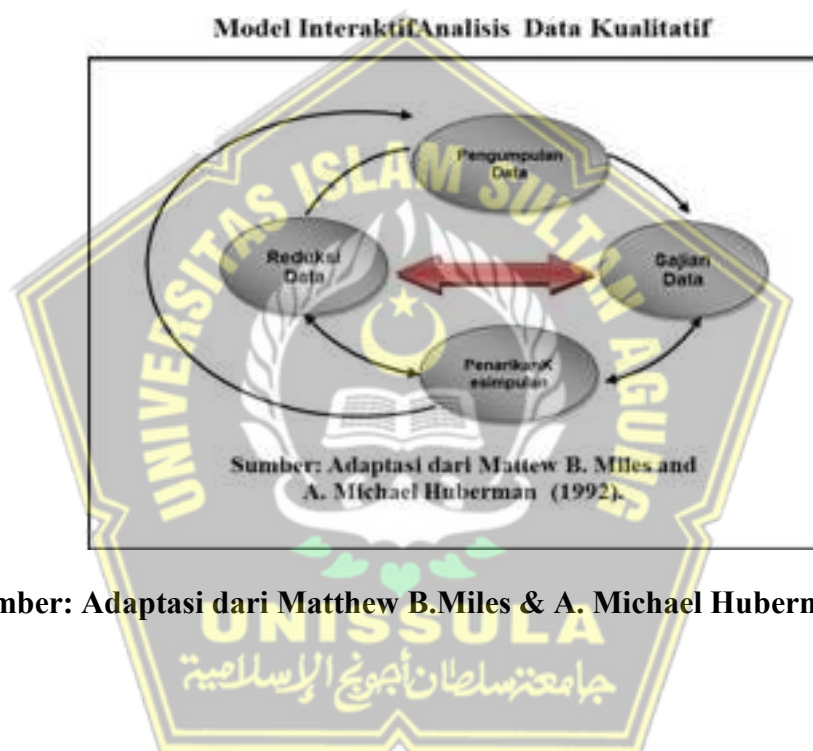 Model InteraktifAnalisis Data Kualitatif
Pengumpulan
Data
Reduksi
Data
Sajian
Data
PenarikanK
esimpulan
Sumber: Adaptasi dari Mattew B. Miles and
A. Michael Huberman (1992).
mber: Adaptasi dari Matthew B.Miles & A. Michael Hubern
UNIVERSITAS ISLAM SULTAN AGUNG
UNISSULA
جامعة سلطان أجونج الإسلامية